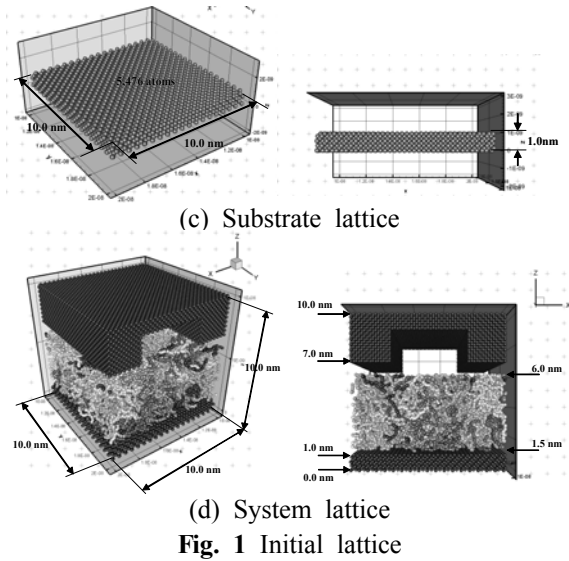 5,476 atoms
10.0 nm
10.0 nm
1.0nm
(c) Substrate lattice
10.0 nm
10.0 nm
10.0 nm
10.0 nm
7.0 nm
6.0 nm
1.5 nm
1.0 nm
0.0 nm
(d) System lattice
Fig. 1 Initial lattice